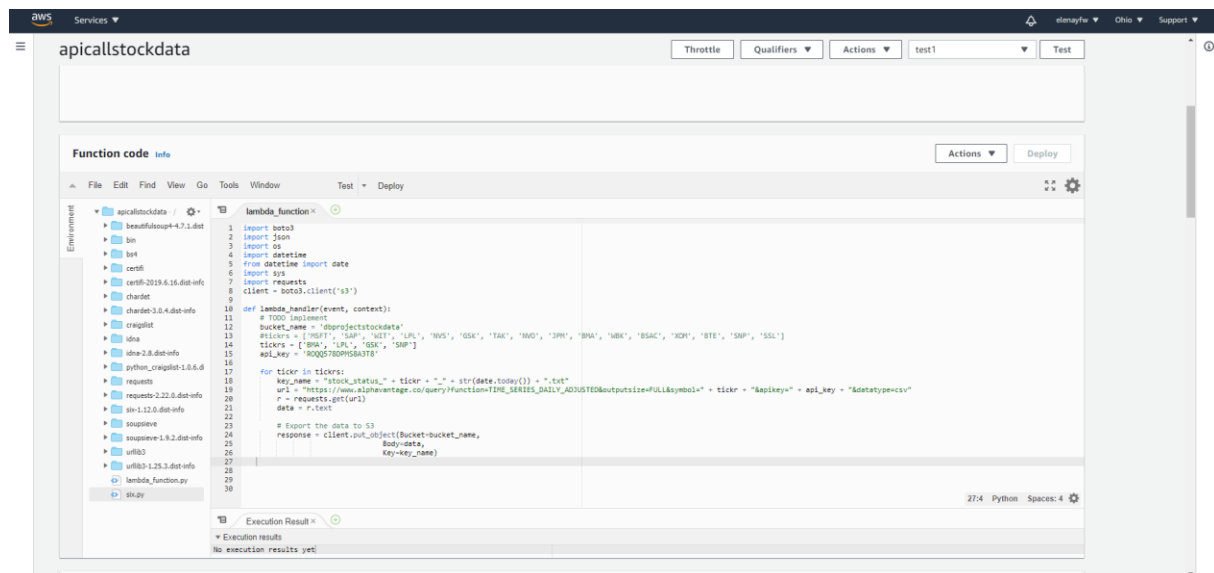 aws Services ▼ elenayfw ▼ Ohio ▼ Support ▼
apicallstockdata
Throttle Qualifiers ▼ Actions ▼ test1 ▼ Test
Function code Info Actions ▼ Deploy
File Edit Find View Go Tools Window Test Deploy
Environment
apicallstockdata - /
beautifulsoup4-4.7.1.dist
bin
bs4
certifi
certifi-2019.6.16.dist-info
chardet
chardet-3.0.4.dist-info
craigslist
idna
idna-2.8.dist-info
python_craigslist-1.0.6.di
requests
requests-2.22.0.dist-info
six-1.12.0.dist-info
soupsieve
soupsieve-1.9.2.dist-info
urllib3
urllib3-1.25.3.dist-info
lambda_function.py
six.py
lambda_function ×
1 import boto3
2 import json
3 import os
4 import datetime
5 from datetime import date
6 import sys
7 import requests
8 client = boto3.client('s3')
9
10 def lambda_handler(event, context):
11 # TODO implement
12 bucket_name = 'dbprojectstockdata'
13 #tickrs = ['MSFT', 'SAP', 'WIT', 'LPL', 'NVS', 'GSK', 'TAK', 'NVO', 'JPM', 'BMA', 'WBK', 'BSAC', 'XOM', 'BTE', 'SNP', 'SSL']
14 tickrs = ['BMA', 'LPL', 'GSK', 'SNP']
15 api_key =
16
17 for tickr in tickrs:
18 key_name = "stock_status_" + tickr + "_" + str(date.today()) + ".txt"
19 url = "https://www.alphavantage.co/query?function=TIME_SERIES_DAILY_ADJUSTED&outputsize=FULL&symbol=" + tickr + "&apikey=" + api_key + "&datatype=csv"
20 r = requests.get(url)
21 data = r.text
22
23 # Export the data to S3
24 response = client.put_object(Bucket=bucket_name,
25 Body=data,
26 Key=key_name)
27
28
29
30
27:4 Python Spaces: 4
Execution Result ×
▼ Execution results
No execution results yet